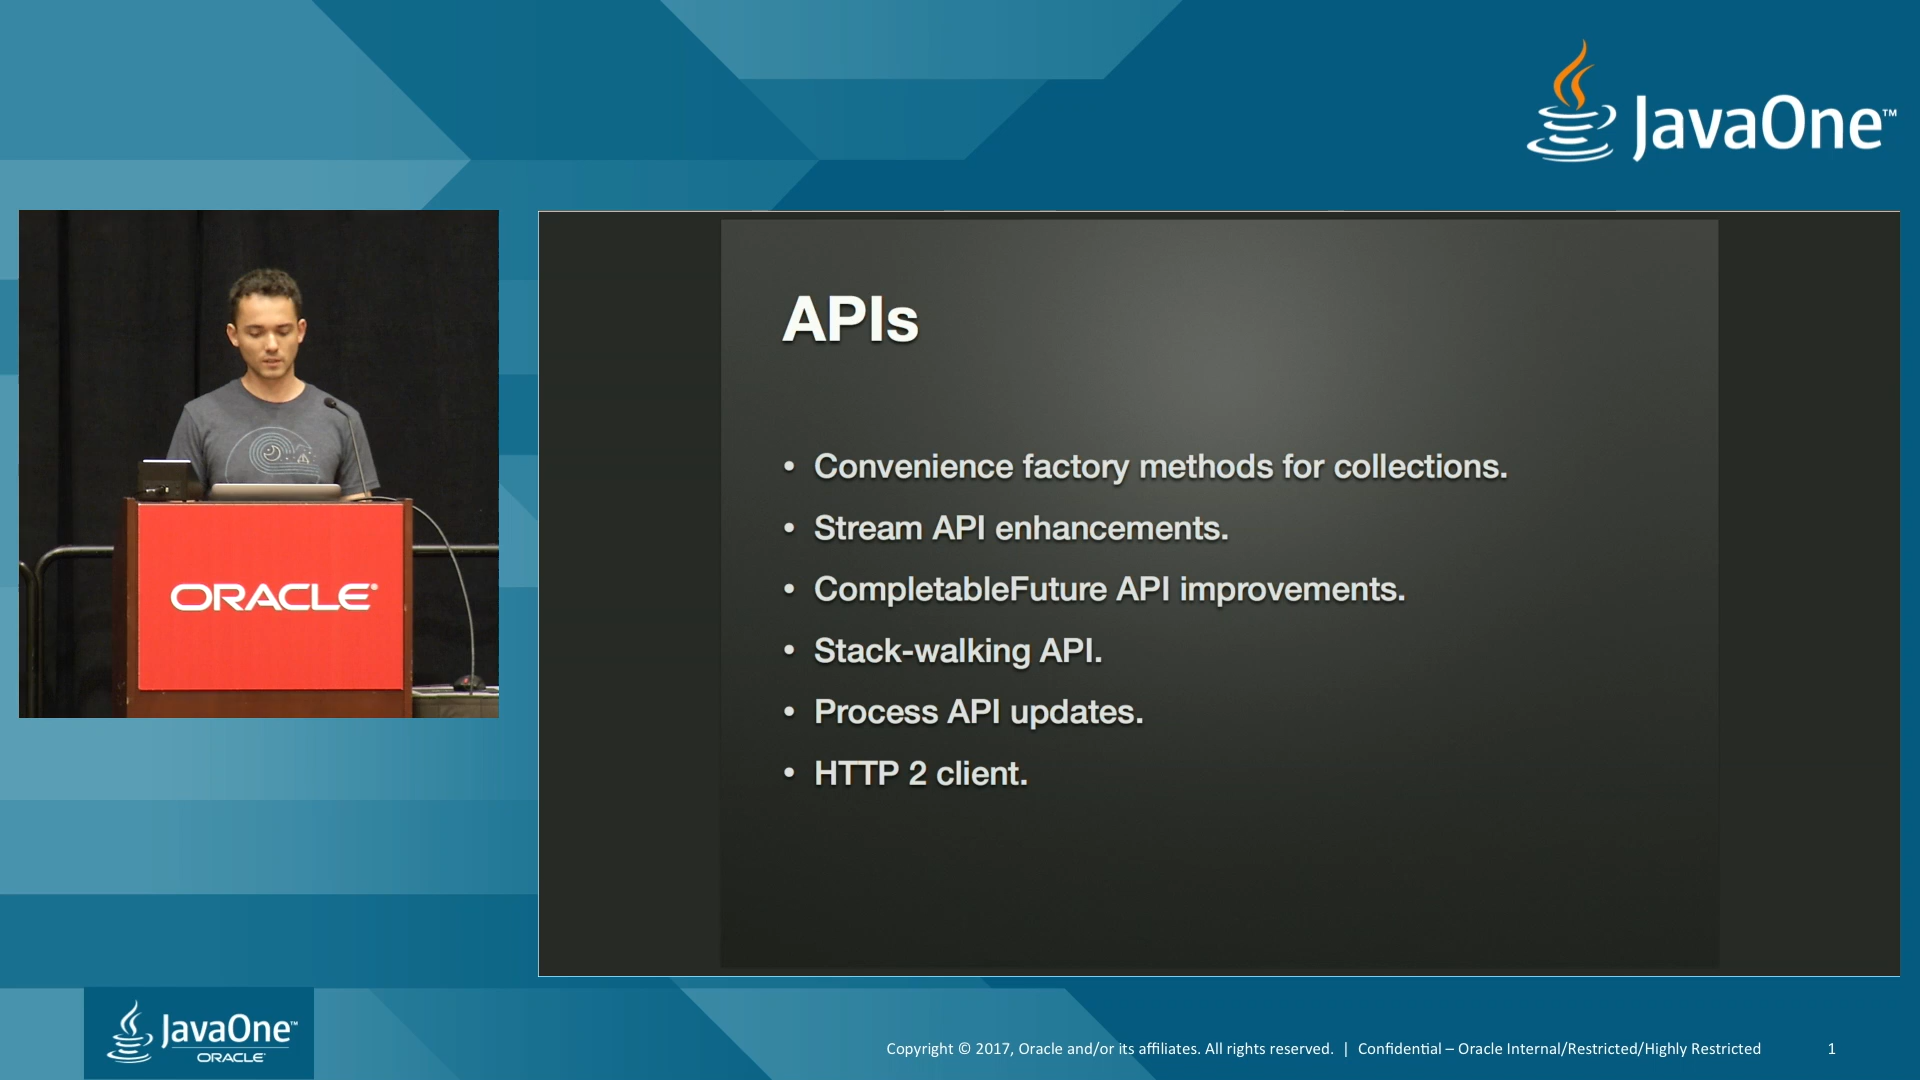 JavaOne™
APIs
• Convenience factory methods for collections.
• Stream API enhancements.
• CompletableFuture API improvements.
• Stack-walking API.
• Process API updates.
• HTTP 2 client.
ORACLE®
JavaOne™
ORACLE®
Copyright © 2017, Oracle and/or its affiliates. All rights reserved. | Confidential – Oracle Internal/Restricted/Highly Restricted 1